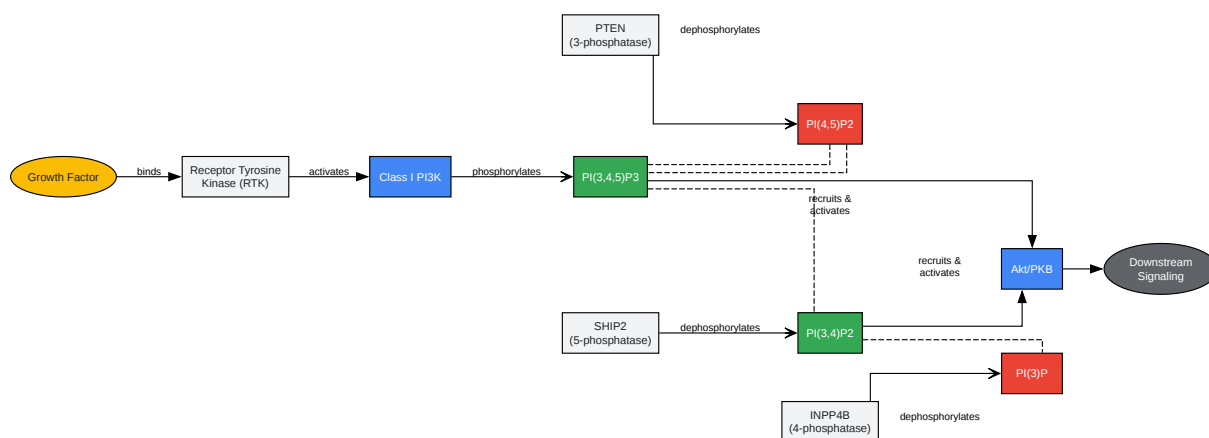 PTEN
(3-phosphatase)
dephosphorylates
PI(4,5)P2
Growth Factor
binds
Receptor Tyrosine
Kinase (RTK)
activates
Class I PI3K
phosphorylates
PI(3,4,5)P3
recruits &
activates
recruits &
activates
Akt/PKB
Downstream
Signaling
SHIP2
(5-phosphatase)
dephosphorylates
PI(3,4)P2
PI(3)P
INPP4B
(4-phosphatase)
dephosphorylates